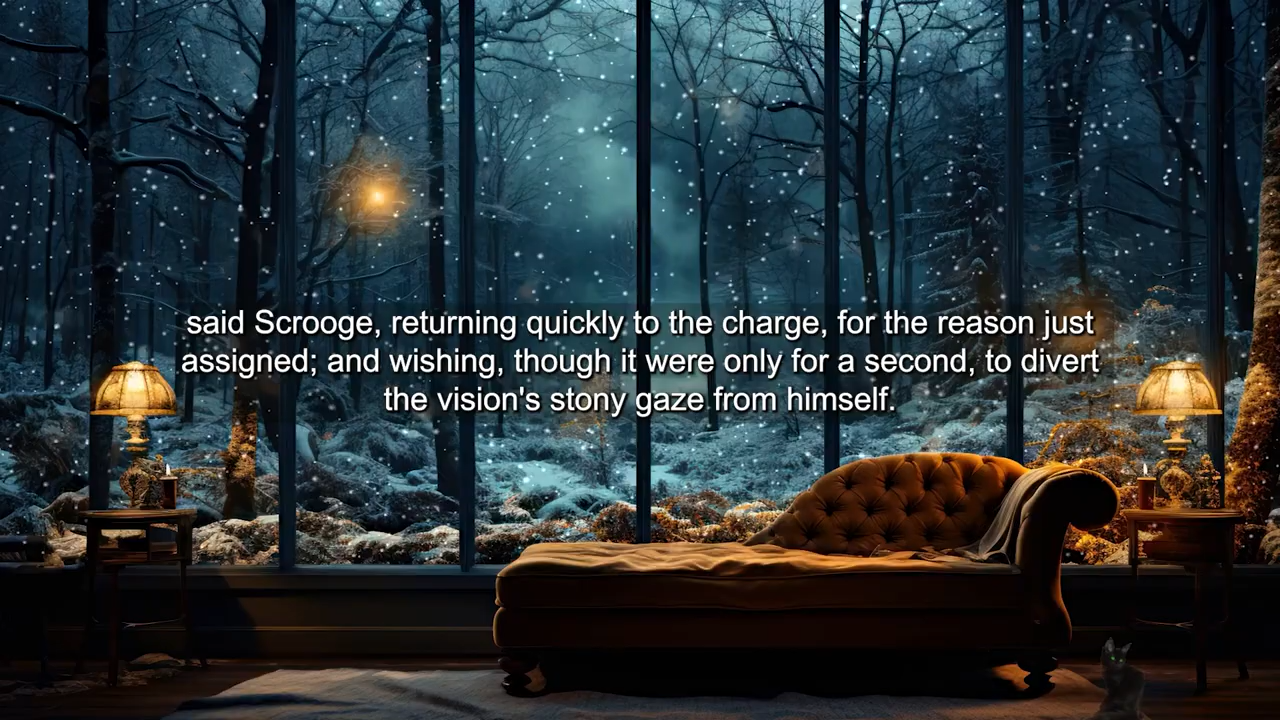 said Scrooge, returning quickly to the charge, for the reason just
assigned; and wishing, though it were only for a second, to divert
the vision's stony gaze from himself.